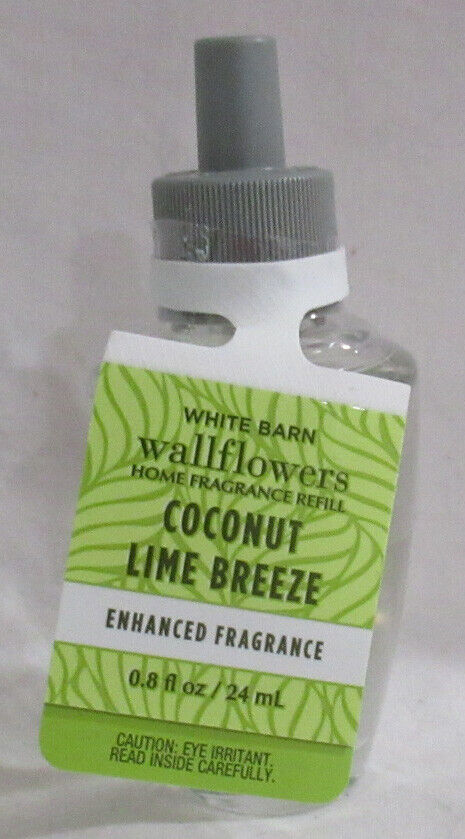 WHITE BARN
wallflowers
HOME FRAGRANCE REFILL
COCONUT
LIME BREEZE
ENHANCED FRAGRANCE
0.8 fl oz / 24 mL
CAUTION: EYE IRRITANT.
READ INSIDE CAREFULLY.